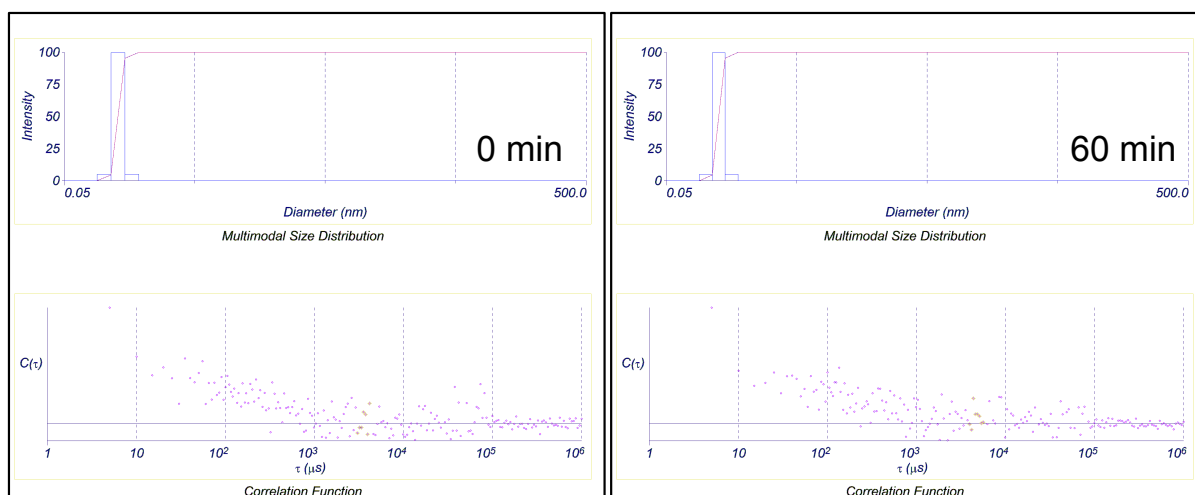 100
75
50
25
0
Intensity
0 min
0.05
500.0
Diameter (nm)
Multimodal Size Distribution
C(τ)
1
10
10²
10³
10⁴
10⁵
10⁶
τ (μs)
Correlation Function
100
75
50
25
0
Intensity
60 min
0.05
500.0
Diameter (nm)
Multimodal Size Distribution
C(τ)
1
10
10²
10³
10⁴
10⁵
10⁶
τ (μs)
Correlation Function